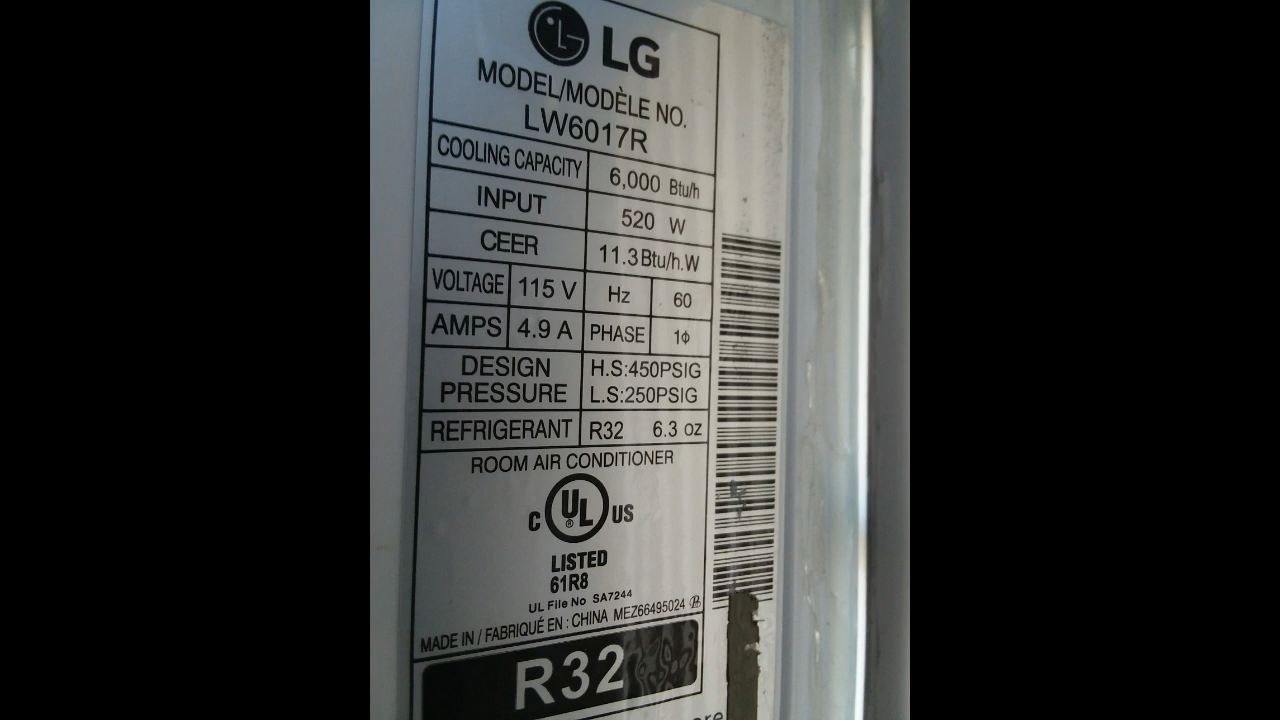 LG
MODEL/MODÈLE NO.
LW6017R
COOLING CAPACITY 6,000 Btu/h
INPUT 520 W
CEER 11.3Btu/h.W
VOLTAGE 115 V Hz 60
AMPS 4.9 A PHASE 1ϕ
DESIGN PRESSURE H.S:450PSIG
L.S:250PSIG
REFRIGERANT R32 6.3 oz
ROOM AIR CONDITIONER
C UL® US
LISTED
61R8
UL File No SA7244
MADE IN / FABRIQUÉ EN : CHINA MEZ66495024
R32